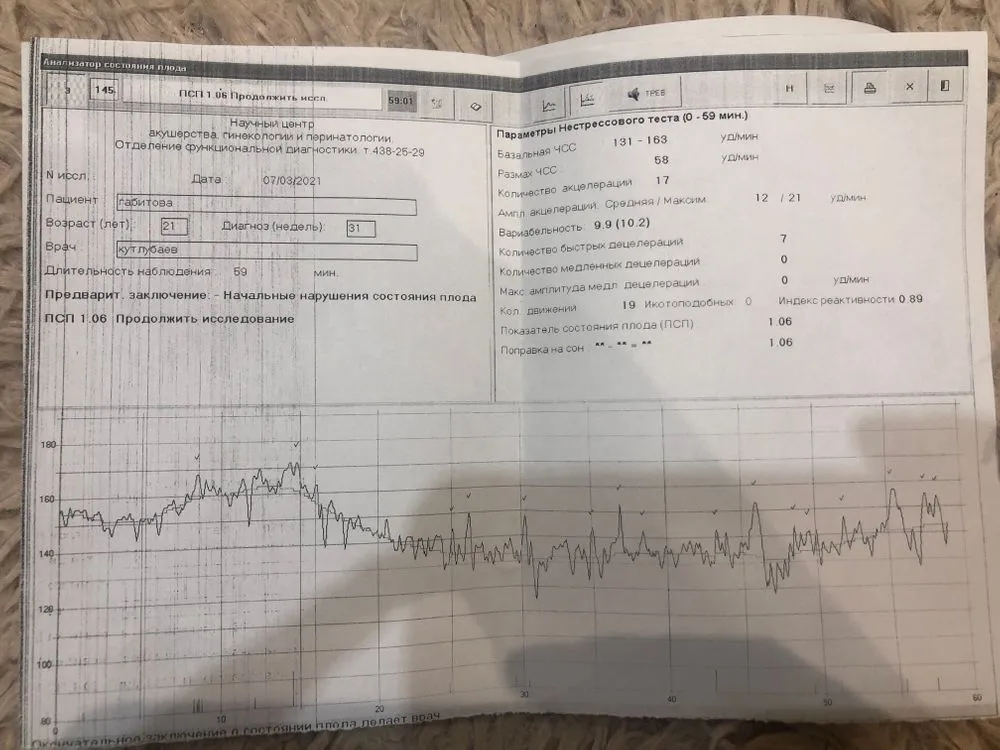 Анализатор состояния плода
145
ПСП 1.06 Продолжить иссл.
59:01
ТРЕВ
H
Научный центр
акушерства, гинекологии и перинатологии.
Отделение функциональной диагностики. т 438-25-29
N иссл.:
Дата : 07/03/2021
Пациент габитова
Возраст (лет): 21 Диагноз (недель): 31
Врач кутлубаев
Длительность наблюдения : 59 мин.
Предварит. заключение: - Начальные нарушения состояния плода
ПСП 1.06 Продолжить исследование
Параметры Нестрессового теста (0 - 59 мин.)
Базальная ЧСС 131 - 163 уд/мин
Размах ЧСС 58 уд/мин
Количество акцелераций 17
Ампл. акцелераций. Средняя / Максим. 12 / 21 уд/мин
Вариабельность: 9.9 (10.2)
Количество быстрых децелераций 7
Количество медленных децелераций 0
Макс. амплитуда медл. децелераций 0 уд/мин
Кол. движений 19 Икотоподобных 0 Индекс реактивности 0.89
Показатель состояния плода (ПСП) 1.06
Поправка на сон ** - ** = ** 1.06
180
160
140
120
100
80
0 10 20 30 40 50 60
Окончательное заключение о состоянии плода делает врач